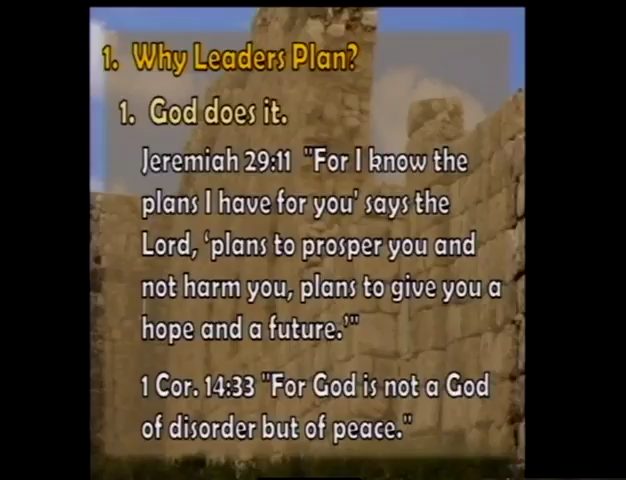 1. Why Leaders Plan?
1. God does it.
Jeremiah 29:11 "For I know the
plans I have for you' says the
Lord, 'plans to prosper you and
not harm you, plans to give you a
hope and a future.'"
1 Cor. 14:33 "For God is not a God
of disorder but of peace."